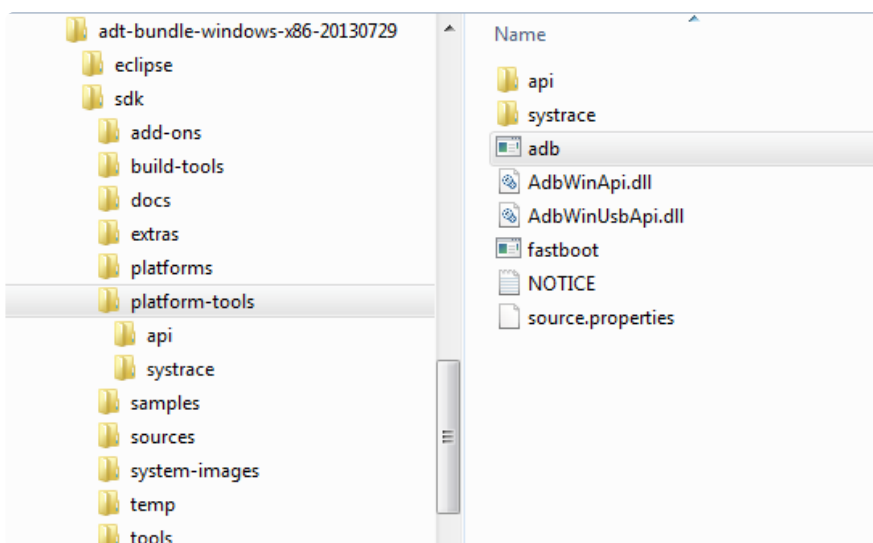 adt-bundle-windows-x86-20130729
eclipse
sdk
add-ons
build-tools
docs
extras
platforms
platform-tools
api
systrace
samples
sources
system-images
temp
tools
Name
api
systrace
adb
AdbWinApi.dll
AdbWinUsbApi.dll
fastboot
NOTICE
source.properties